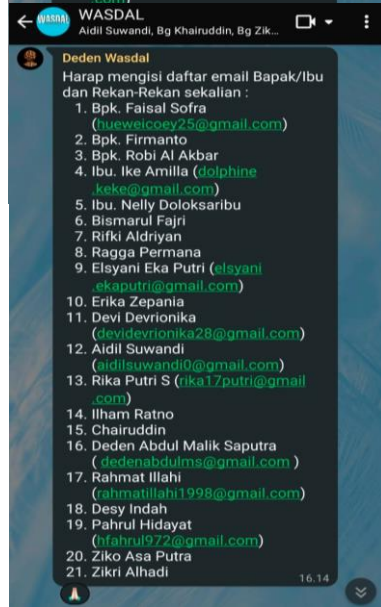 .com)
WASDAL
WASDAL
Aidil Suwandi, Bg Khairuddin, Bg Zik...
Deden Wasdal
Harap mengisi daftar email Bapak/Ibu
dan Rekan-Rekan sekalian :
1. Bpk. Faisal Sofra
(hueweicoey25@gmail.com)
2. Bpk. Firmanto
3. Bpk. Robi Al Akbar
4. Ibu. Ike Amilla (dolphine
.keke@gmail.com)
5. Ibu. Nelly Doloksaribu
6. Bismarul Fajri
7. Rifki Aldriyan
8. Ragga Permana
9. Elsyani Eka Putri (elsyani
.ekaputri@gmail.com)
10. Erika Zepania
11. Devi Devrionika
(devidevrionika28@gmail.com)
12. Aidil Suwandi
(aidilsuwandi0@gmail.com)
13. Rika Putri S (rika17putri@gmail
.com)
14. Ilham Ratno
15. Chairuddin
16. Deden Abdul Malik Saputra
( dedenabdulms@gmail.com )
17. Rahmat Illahi
(rahmatillahi1998@gmail.com)
18. Desy Indah
19. Pahrul Hidayat
(hfahrul972@gmail.com)
20. Ziko Asa Putra
21. Zikri Alhadi
16.14